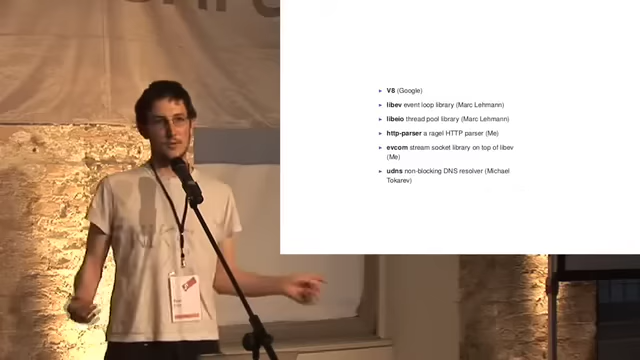 V8 (Google)
libev event loop library (Marc Lehmann)
libeio thread pool library (Marc Lehmann)
http-parser a ragel HTTP parser (Me)
evcom stream socket library on top of libev
(Me)
udns non-blocking DNS resolver (Michael
Tokarev)